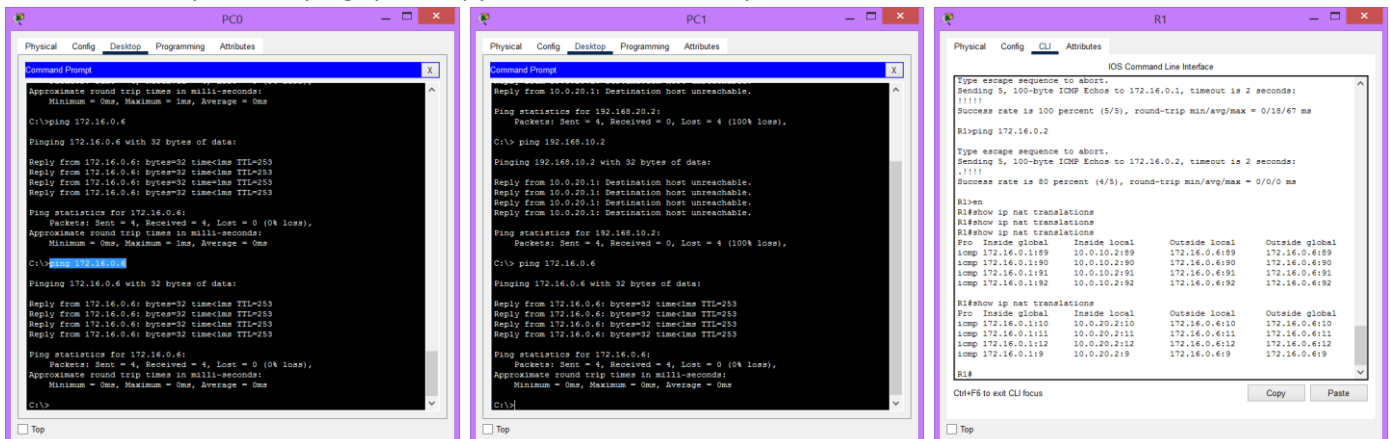 PC0
Physical Config Desktop Programming Attributes
Command Prompt
X
Approximate round trip times in milli-seconds:
Minimum = 0ms, Maximum = 1ms, Average = 0ms
C:\>ping 172.16.0.6
Pinging 172.16.0.6 with 32 bytes of data:
Reply from 172.16.0.6: bytes=32 time<1ms TTL=253
Reply from 172.16.0.6: bytes=32 time<1ms TTL=253
Reply from 172.16.0.6: bytes=32 time<1ms TTL=253
Reply from 172.16.0.6: bytes=32 time=1ms TTL=253
Ping statistics for 172.16.0.6:
Packets: Sent = 4, Received = 4, Lost = 0 (0% loss),
Approximate round trip times in milli-seconds:
Minimum = 0ms, Maximum = 1ms, Average = 0ms
C:\>ping 172.16.0.6
Pinging 172.16.0.6 with 32 bytes of data:
Reply from 172.16.0.6: bytes=32 time<1ms TTL=253
Reply from 172.16.0.6: bytes=32 time<1ms TTL=253
Reply from 172.16.0.6: bytes=32 time<1ms TTL=253
Reply from 172.16.0.6: bytes=32 time<1ms TTL=253
Ping statistics for 172.16.0.6:
Packets: Sent = 4, Received = 4, Lost = 0 (0% loss),
Approximate round trip times in milli-seconds:
Minimum = 0ms, Maximum = 0ms, Average = 0ms
C:\>
Top
PC1
Physical Config Desktop Programming Attributes
Command Prompt
X
Reply from 10.0.20.1: Destination host unreachable.
Ping statistics for 192.168.20.2:
Packets: Sent = 4, Received = 0, Lost = 4 (100% loss),
C:\> ping 192.168.10.2
Pinging 192.168.10.2 with 32 bytes of data:
Reply from 10.0.20.1: Destination host unreachable.
Reply from 10.0.20.1: Destination host unreachable.
Reply from 10.0.20.1: Destination host unreachable.
Reply from 10.0.20.1: Destination host unreachable.
Ping statistics for 192.168.10.2:
Packets: Sent = 4, Received = 0, Lost = 4 (100% loss),
C:\> ping 172.16.0.6
Pinging 172.16.0.6 with 32 bytes of data:
Reply from 172.16.0.6: bytes=32 time<1ms TTL=253
Reply from 172.16.0.6: bytes=32 time<1ms TTL=253
Reply from 172.16.0.6: bytes=32 time<1ms TTL=253
Reply from 172.16.0.6: bytes=32 time<1ms TTL=253
Ping statistics for 172.16.0.6:
Packets: Sent = 4, Received = 4, Lost = 0 (0% loss),
Approximate round trip times in milli-seconds:
Minimum = 0ms, Maximum = 0ms, Average = 0ms
C:\>
Top
R1
Physical Config CLI Attributes
IOS Command Line Interface
Type escape sequence to abort.
Sending 5, 100-byte ICMP Echos to 172.16.0.1, timeout is 2 seconds:
!!!!!
Success rate is 100 percent (5/5), round-trip min/avg/max = 0/18/67 ms
R1>ping 172.16.0.2
Type escape sequence to abort.
Sending 5, 100-byte ICMP Echos to 172.16.0.2, timeout is 2 seconds:
.!!!!
Success rate is 80 percent (4/5), round-trip min/avg/max = 0/0/0 ms
R1>en
R1#show ip nat translations
R1#show ip nat translations
R1#show ip nat translations
Pro Inside global Inside local Outside local Outside global
icmp 172.16.0.1:89 10.0.10.2:89 172.16.0.6:89 172.16.0.6:89
icmp 172.16.0.1:90 10.0.10.2:90 172.16.0.6:90 172.16.0.6:90
icmp 172.16.0.1:91 10.0.10.2:91 172.16.0.6:91 172.16.0.6:91
icmp 172.16.0.1:92 10.0.10.2:92 172.16.0.6:92 172.16.0.6:92
R1#show ip nat translations
Pro Inside global Inside local Outside local Outside global
icmp 172.16.0.1:10 10.0.20.2:10 172.16.0.6:10 172.16.0.6:10
icmp 172.16.0.1:11 10.0.20.2:11 172.16.0.6:11 172.16.0.6:11
icmp 172.16.0.1:12 10.0.20.2:12 172.16.0.6:12 172.16.0.6:12
icmp 172.16.0.1:9 10.0.20.2:9 172.16.0.6:9 172.16.0.6:9
R1#
Ctrl+F6 to exit CLI focus
Copy Paste
Top